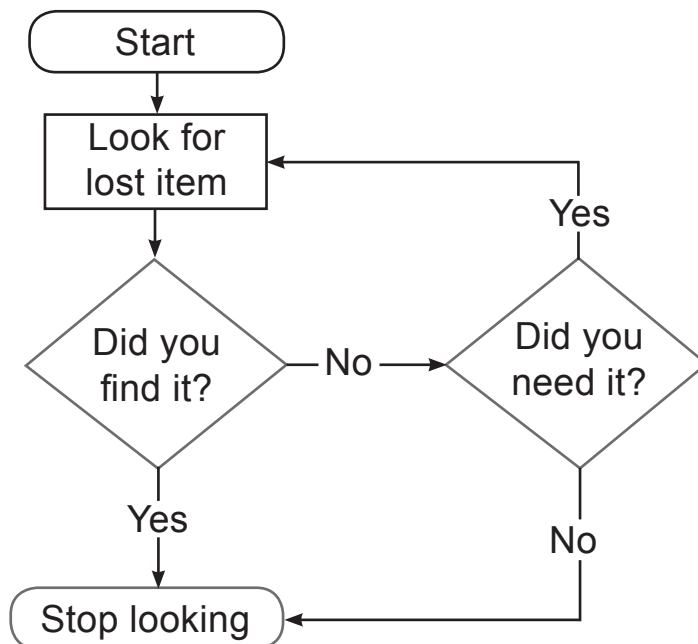 Start
Look for
lost item
Yes
Did you
find it?
No
Did you
need it?
Yes
No
Stop looking